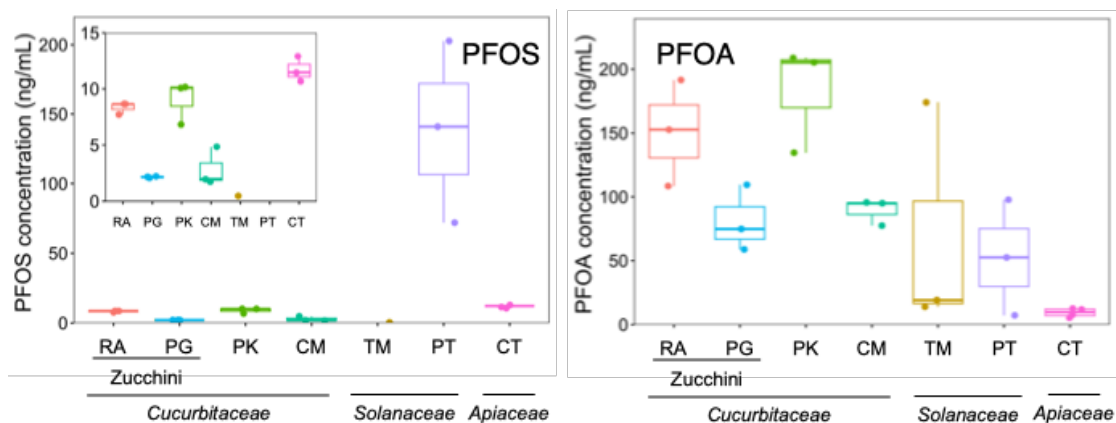 PFOS
PFOS concentration (ng/mL)
200
150
100
50
0
15
10
5
0
RA PG PK CM TM PT CT
RA PG PK CM TM PT CT
Zucchini
Cucurbitaceae Solanaceae Apiaceae
PFOA
PFOA concentration (ng/mL)
200
150
100
50
0
RA PG PK CM TM PT CT
Zucchini
Cucurbitaceae Solanaceae Apiaceae